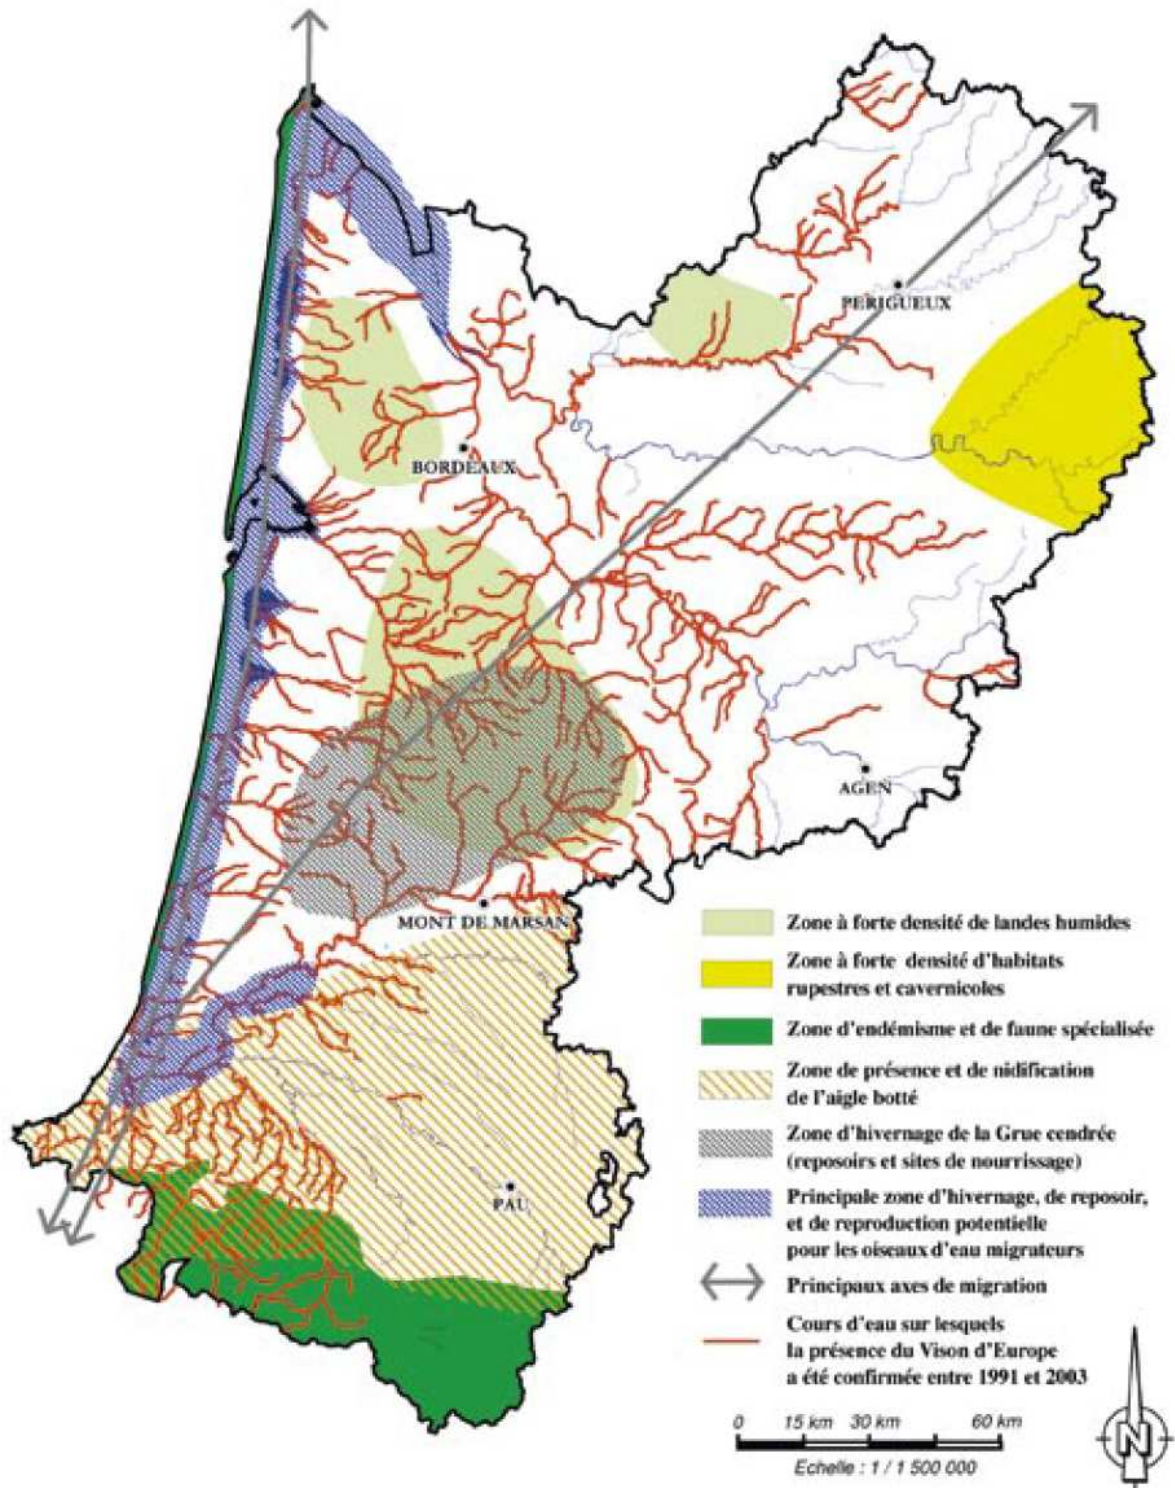 PERIGUEUX
BORDEAUX
AGEN
MONT DE MARSAN
PAU
Zone à forte densité de landes humides
Zone à forte densité d'habitats
rupestres et cavernicoles
Zone d'endémisme et de faune spécialisée
Zone de présence et de nidification
de l'aigle botté
Zone d'hivernage de la Grue cendrée
(reposoirs et sites de nourrissage)
Principale zone d'hivernage, de reposoir,
et de reproduction potentielle
pour les oiseaux d'eau migrateurs
Principaux axes de migration
Cours d'eau sur lesquels
la présence du Vison d'Europe
a été confirmée entre 1991 et 2003
0 15 km 30 km 60 km
Echelle : 1 / 1 500 000
N